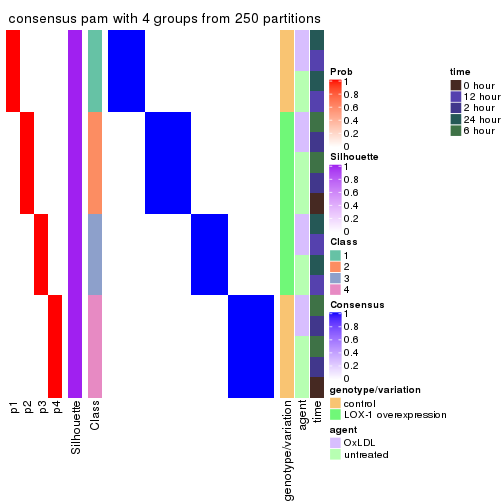 consensus pam with 4 groups from 250 partitions
p1
p2
p3
p4
Silhouette
Class
genotype/variation
agent
time
Prob
1
0.8
0.6
0.4
0.2
0
Silhouette
1
0.8
0.6
0.4
0.2
0
Class
1
2
3
4
Consensus
1
0.8
0.6
0.4
0.2
0
genotype/variation
control
LOX-1 overexpression
agent
OxLDL
untreated
time
0 hour
12 hour
2 hour
24 hour
6 hour